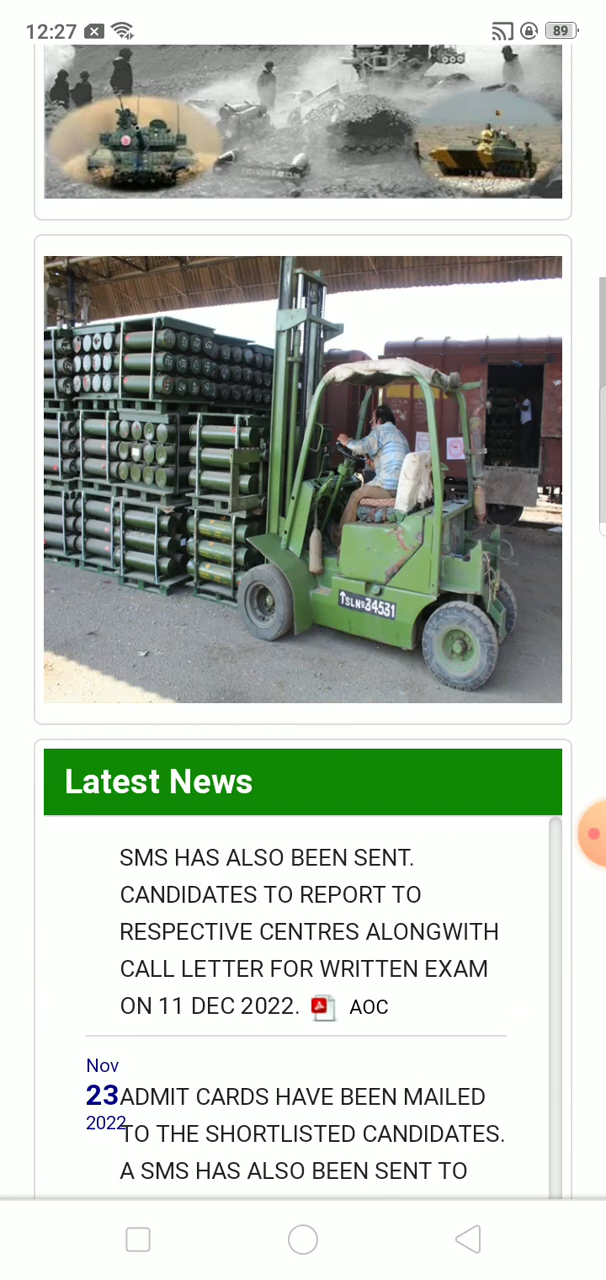 12:27
89
↑SLNº34531
Latest News
SMS HAS ALSO BEEN SENT.
CANDIDATES TO REPORT TO
RESPECTIVE CENTRES ALONGWITH
CALL LETTER FOR WRITTEN EXAM
ON 11 DEC 2022. AOC
Nov
23 ADMIT CARDS HAVE BEEN MAILED
2022 TO THE SHORTLISTED CANDIDATES.
A SMS HAS ALSO BEEN SENT TO